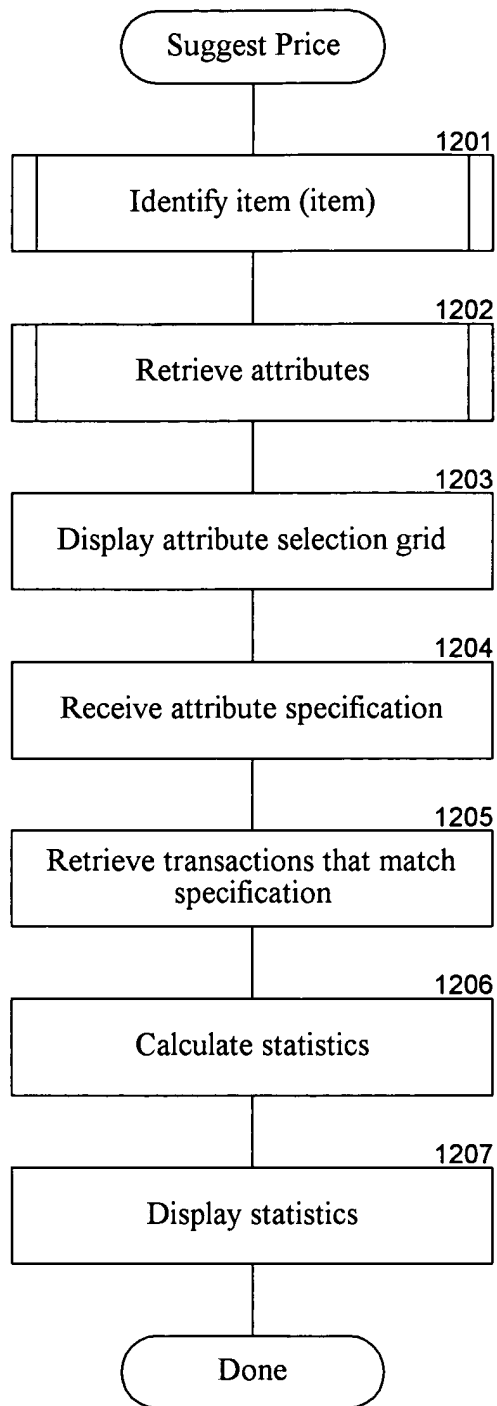 Suggest Price
1201
Identify item (item)
1202
Retrieve attributes
1203
Display attribute selection grid
1204
Receive attribute specification
1205
Retrieve transactions that match
specification
1206
Calculate statistics
1207
Display statistics
Done